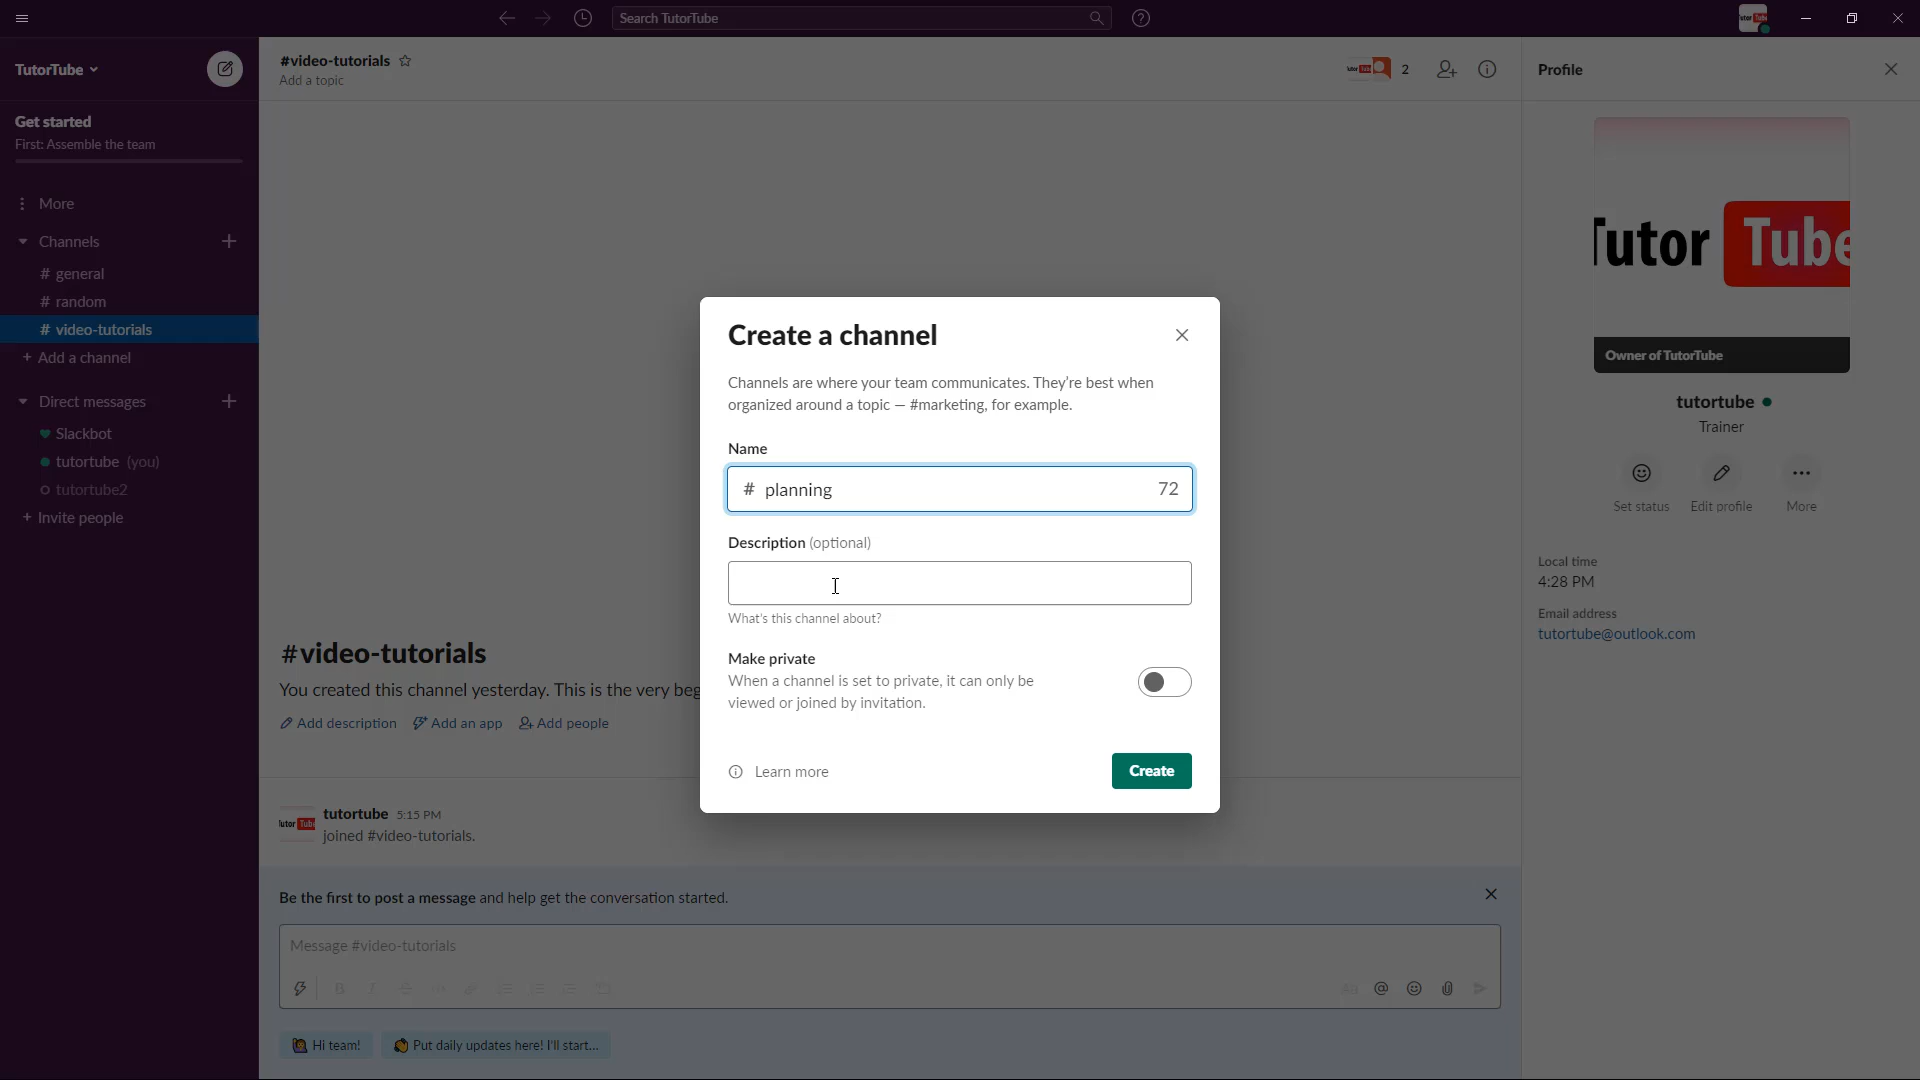 Search TutorTube
TutorTube
Get started
First: Assemble the team
More
Channels
# general
# random
# video-tutorials
+ Add a channel
Direct messages
Slackbot
tutortube (you)
tutortube2
+ Invite people
#video-tutorials
Add a topic
2
Create a channel
Channels are where your team communicates. They're best when
organized around a topic — #marketing, for example.
Name
# planning 72
Description (optional)
What's this channel about?
Make private
When a channel is set to private, it can only be
viewed or joined by invitation.
Learn more
Create
#video-tutorials
You created this channel yesterday. This is the very beg
Add description Add an app Add people
tutortube 5:15 PM
joined #video-tutorials.
Be the first to post a message and help get the conversation started.
Message #video-tutorials
Hi team!
Put daily updates here! I'll start...
Profile
Tutor Tube
Owner of TutorTube
tutortube
Trainer
Set status
Edit profile
More
Local time
4:28 PM
Email address
tutortube@outlook.com